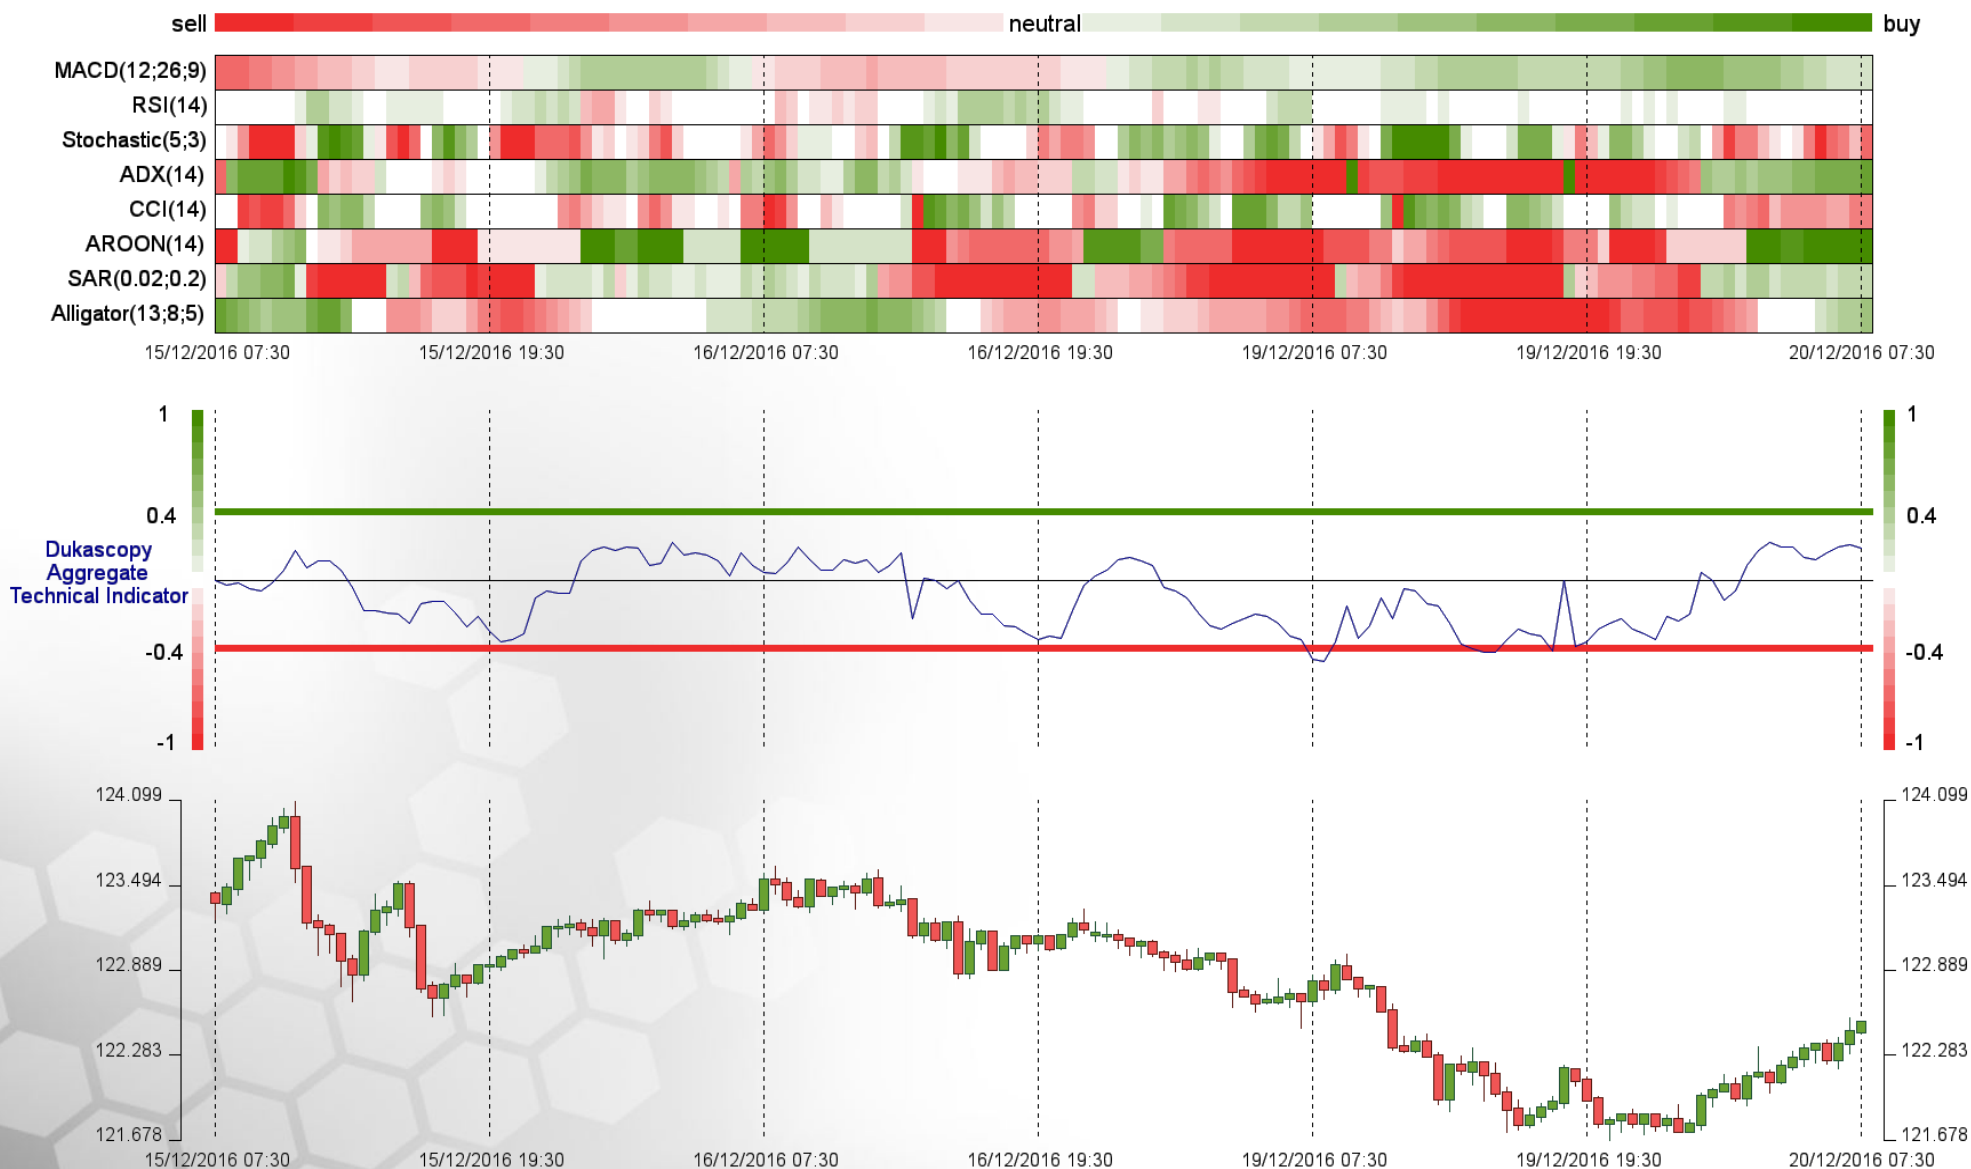 sell neutral buy
MACD(12;26;9)
RSI(14)
Stochastic(5;3)
ADX(14)
CCI(14)
AROON(14)
SAR(0.02;0.2)
Alligator(13;8;5)
15/12/2016 07:30 15/12/2016 19:30 16/12/2016 07:30 16/12/2016 19:30 19/12/2016 07:30 19/12/2016 19:30 20/12/2016 07:30
1 1
0.4 0.4
Dukascopy
Aggregate
Technical Indicator
-0.4 -0.4
-1 -1
124.099 124.099
123.494 123.494
122.889 122.889
122.283 122.283
121.678 121.678
15/12/2016 07:30 15/12/2016 19:30 16/12/2016 07:30 16/12/2016 19:30 19/12/2016 07:30 19/12/2016 19:30 20/12/2016 07:30